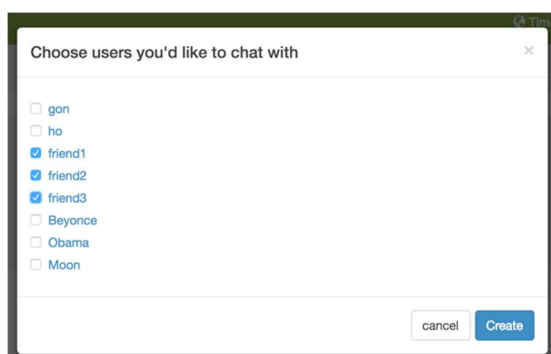 Choose users you'd like to chat with
×
gon
ho
friend1
friend2
friend3
Beyonce
Obama
Moon
cancel
Create